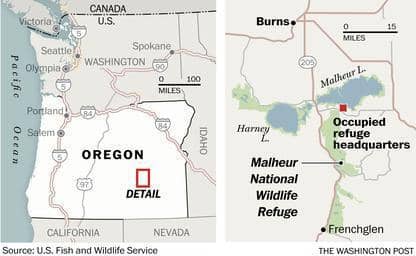 CANADA
U.S.
Victoria
Seattle
Spokane
90
Olympia
WASHINGTON
5
Pacific
Ocean
0 100
MILES
Portland
84
84
Salem
5
OREGON
IDAHO
97
DETAIL
5
CALIFORNIA
NEVADA
Burns
0 15
MILES
205
Malheur L.
Harney
L.
Occupied
refuge
headquarters
Malheur
National
Wildlife
Refuge
Frenchglen
Source: U.S. Fish and Wildlife Service
THE WASHINGTON POST